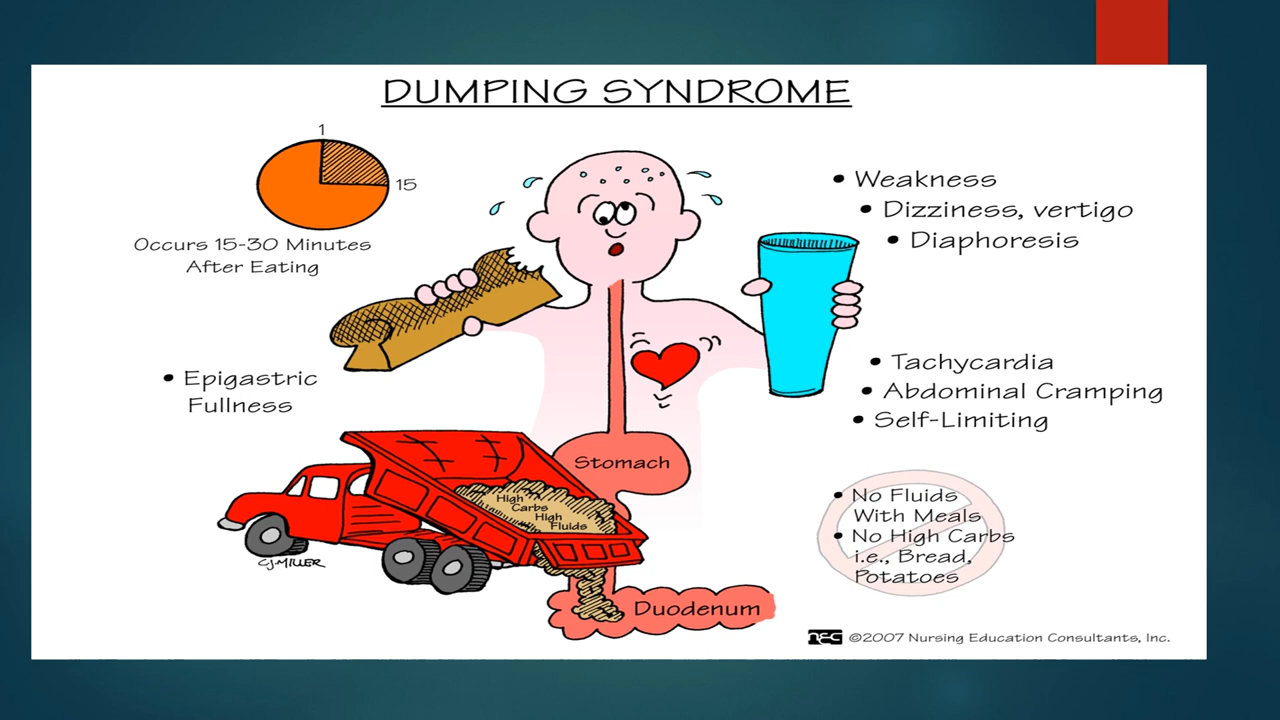 DUMPING SYNDROME
1
15
Occurs 15-30 Minutes
After Eating
• Weakness
• Dizziness, vertigo
• Diaphoresis
• Epigastric
Fullness
• Tachycardia
• Abdominal Cramping
• Self-Limiting
Stomach
High
Carbs
High
Fluids
Duodenum
CJMILLER
• No Fluids
With Meals
• No High Carbs
i.e., Bread,
Potatoes
NEC ©2007 Nursing Education Consultants, Inc.